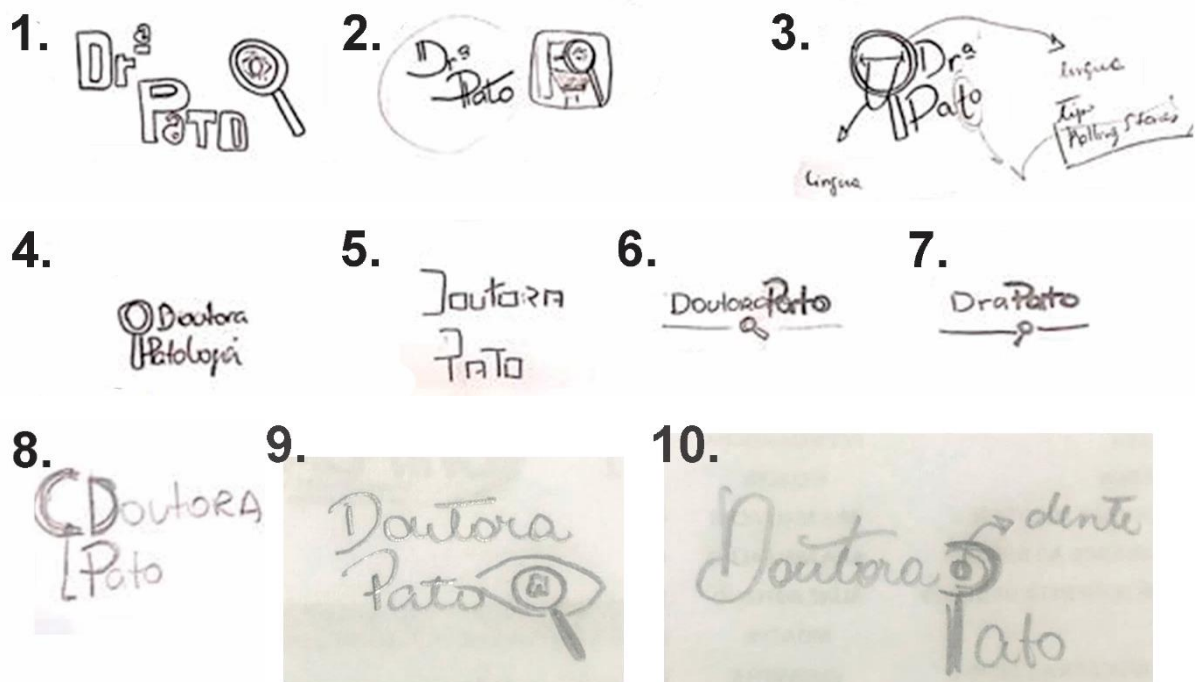 1.
Drª
Pato
2.
Drª
Pato
3.
Drª
Pato
língua
língua
tipo
Rolling Stones
4.
Doutora
Patologia
5.
Doutora
Pato
6.
DoutoraPato
7.
DraPato
8.
Doutora
Pato
9.
Doutora
Pato
10.
Doutora
dente
Pato